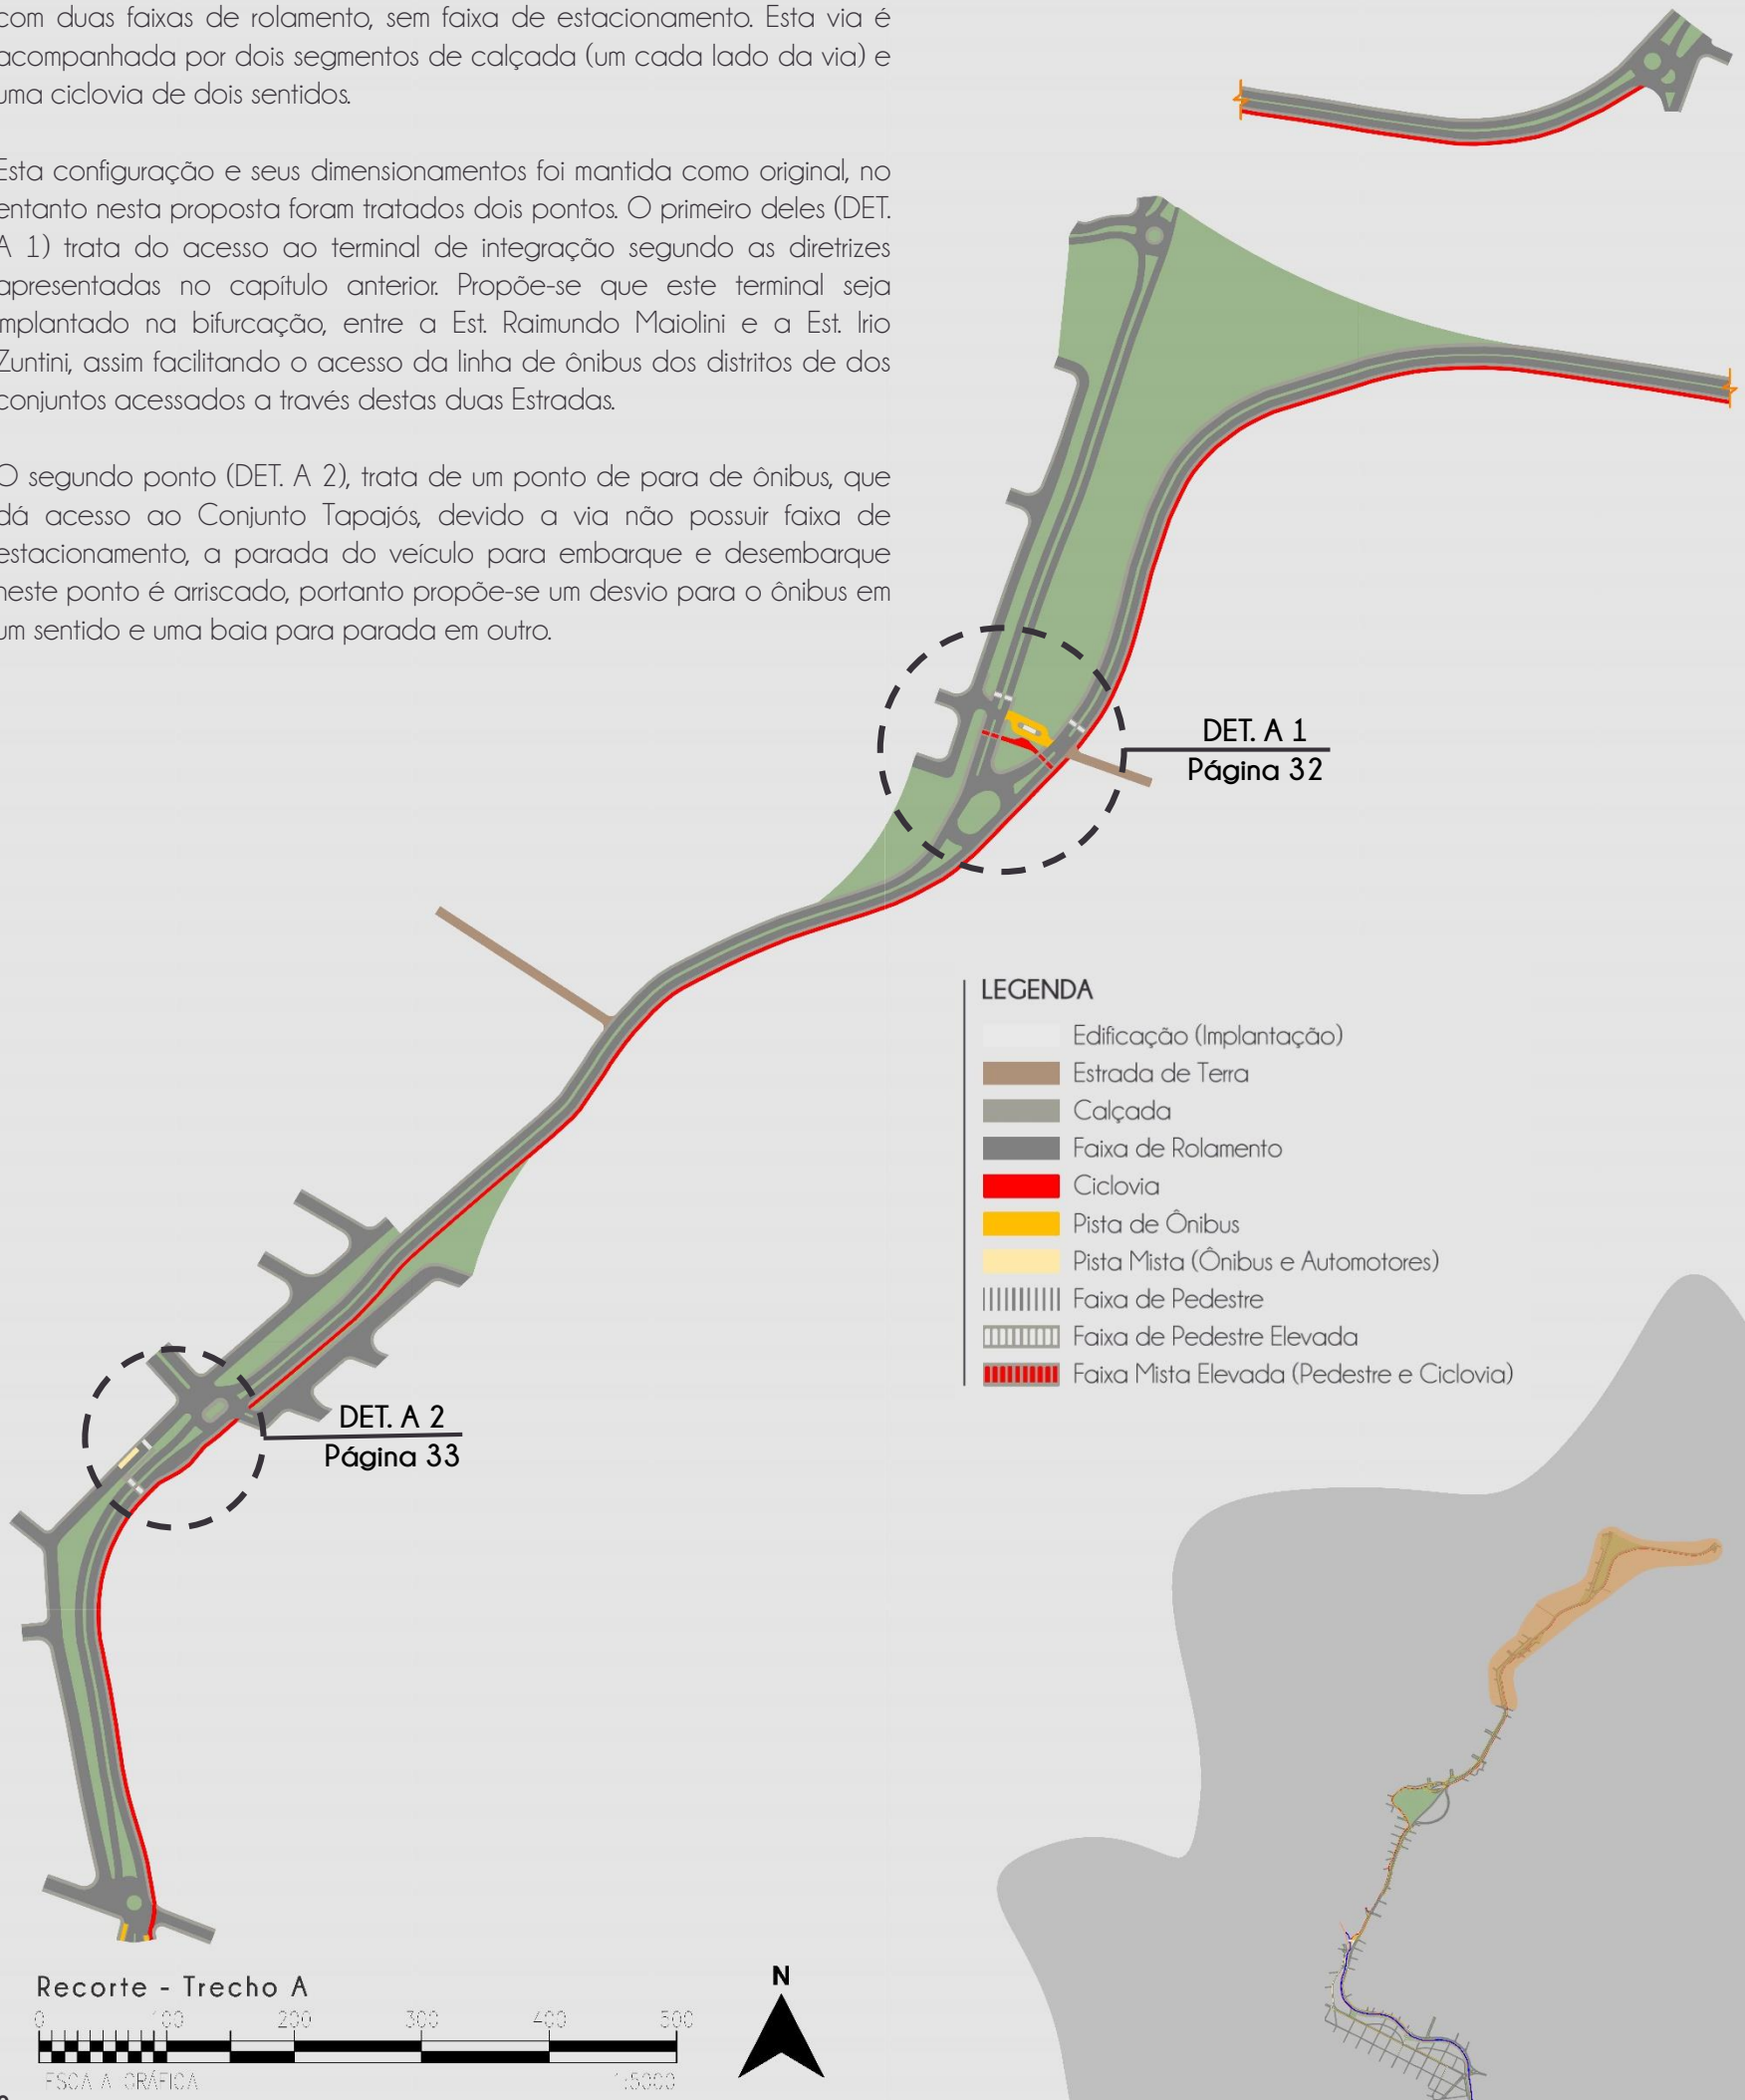 com duas faixas de rolamento, sem faixa de estacionamento. Esta via é
acompanhada por dois segmentos de calçada (um cada lado da via) e
uma ciclovia de dois sentidos.
Esta configuração e seus dimensionamentos foi mantida como original, no
entanto nesta proposta foram tratados dois pontos. O primeiro deles (DET.
A 1) trata do acesso ao terminal de integração segundo as diretrizes
apresentadas no capítulo anterior. Propõe-se que este terminal seja
implantado na bifurcação, entre a Est. Raimundo Maiolini e a Est. Irio
Zuntini, assim facilitando o acesso da linha de ônibus dos distritos de dos
conjuntos acessados a través destas duas Estradas.
O segundo ponto (DET. A 2), trata de um ponto de para de ônibus, que
dá acesso ao Conjunto Tapajós, devido a via não possuir faixa de
estacionamento, a parada do veículo para embarque e desembarque
neste ponto é arriscado, portanto propõe-se um desvio para o ônibus em
um sentido e uma baia para parada em outro.
DET. A 1
Página 32
LEGENDA
Edificação (Implantação)
Estrada de Terra
Calçada
Faixa de Rolamento
Ciclovia
Pista de Ônibus
Pista Mista (Ônibus e Automotores)
Faixa de Pedestre
Faixa de Pedestre Elevada
Faixa Mista Elevada (Pedestre e Ciclovia)
DET. A 2
Página 33
Recorte - Trecho A
N
0 100 200 300 400 500
ESCALA GRÁFICA 1:5000